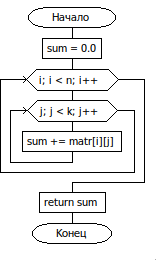 Начало
sum = 0.0
i; i < n; i++
j; j < k; j++
sum += matr[i][j]
return sum
Конец